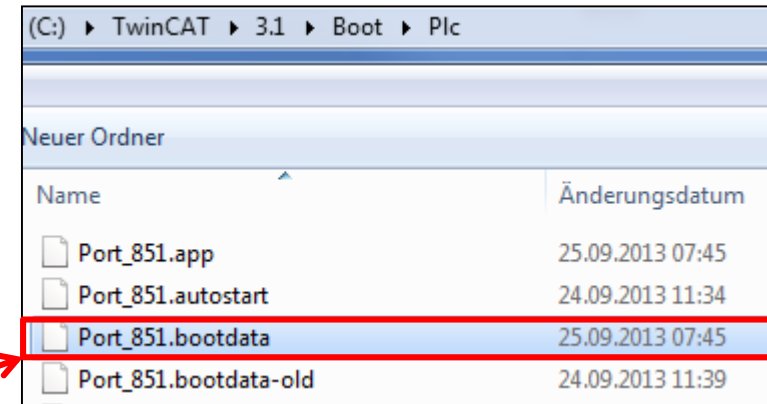 (C:) ▸ TwinCAT ▸ 3.1 ▸ Boot ▸ Plc
Neuer Ordner
Name Änderungsdatum
Port_851.app 25.09.2013 07:45
Port_851.autostart 24.09.2013 11:34
Port_851.bootdata 25.09.2013 07:45
Port_851.bootdata-old 24.09.2013 11:39